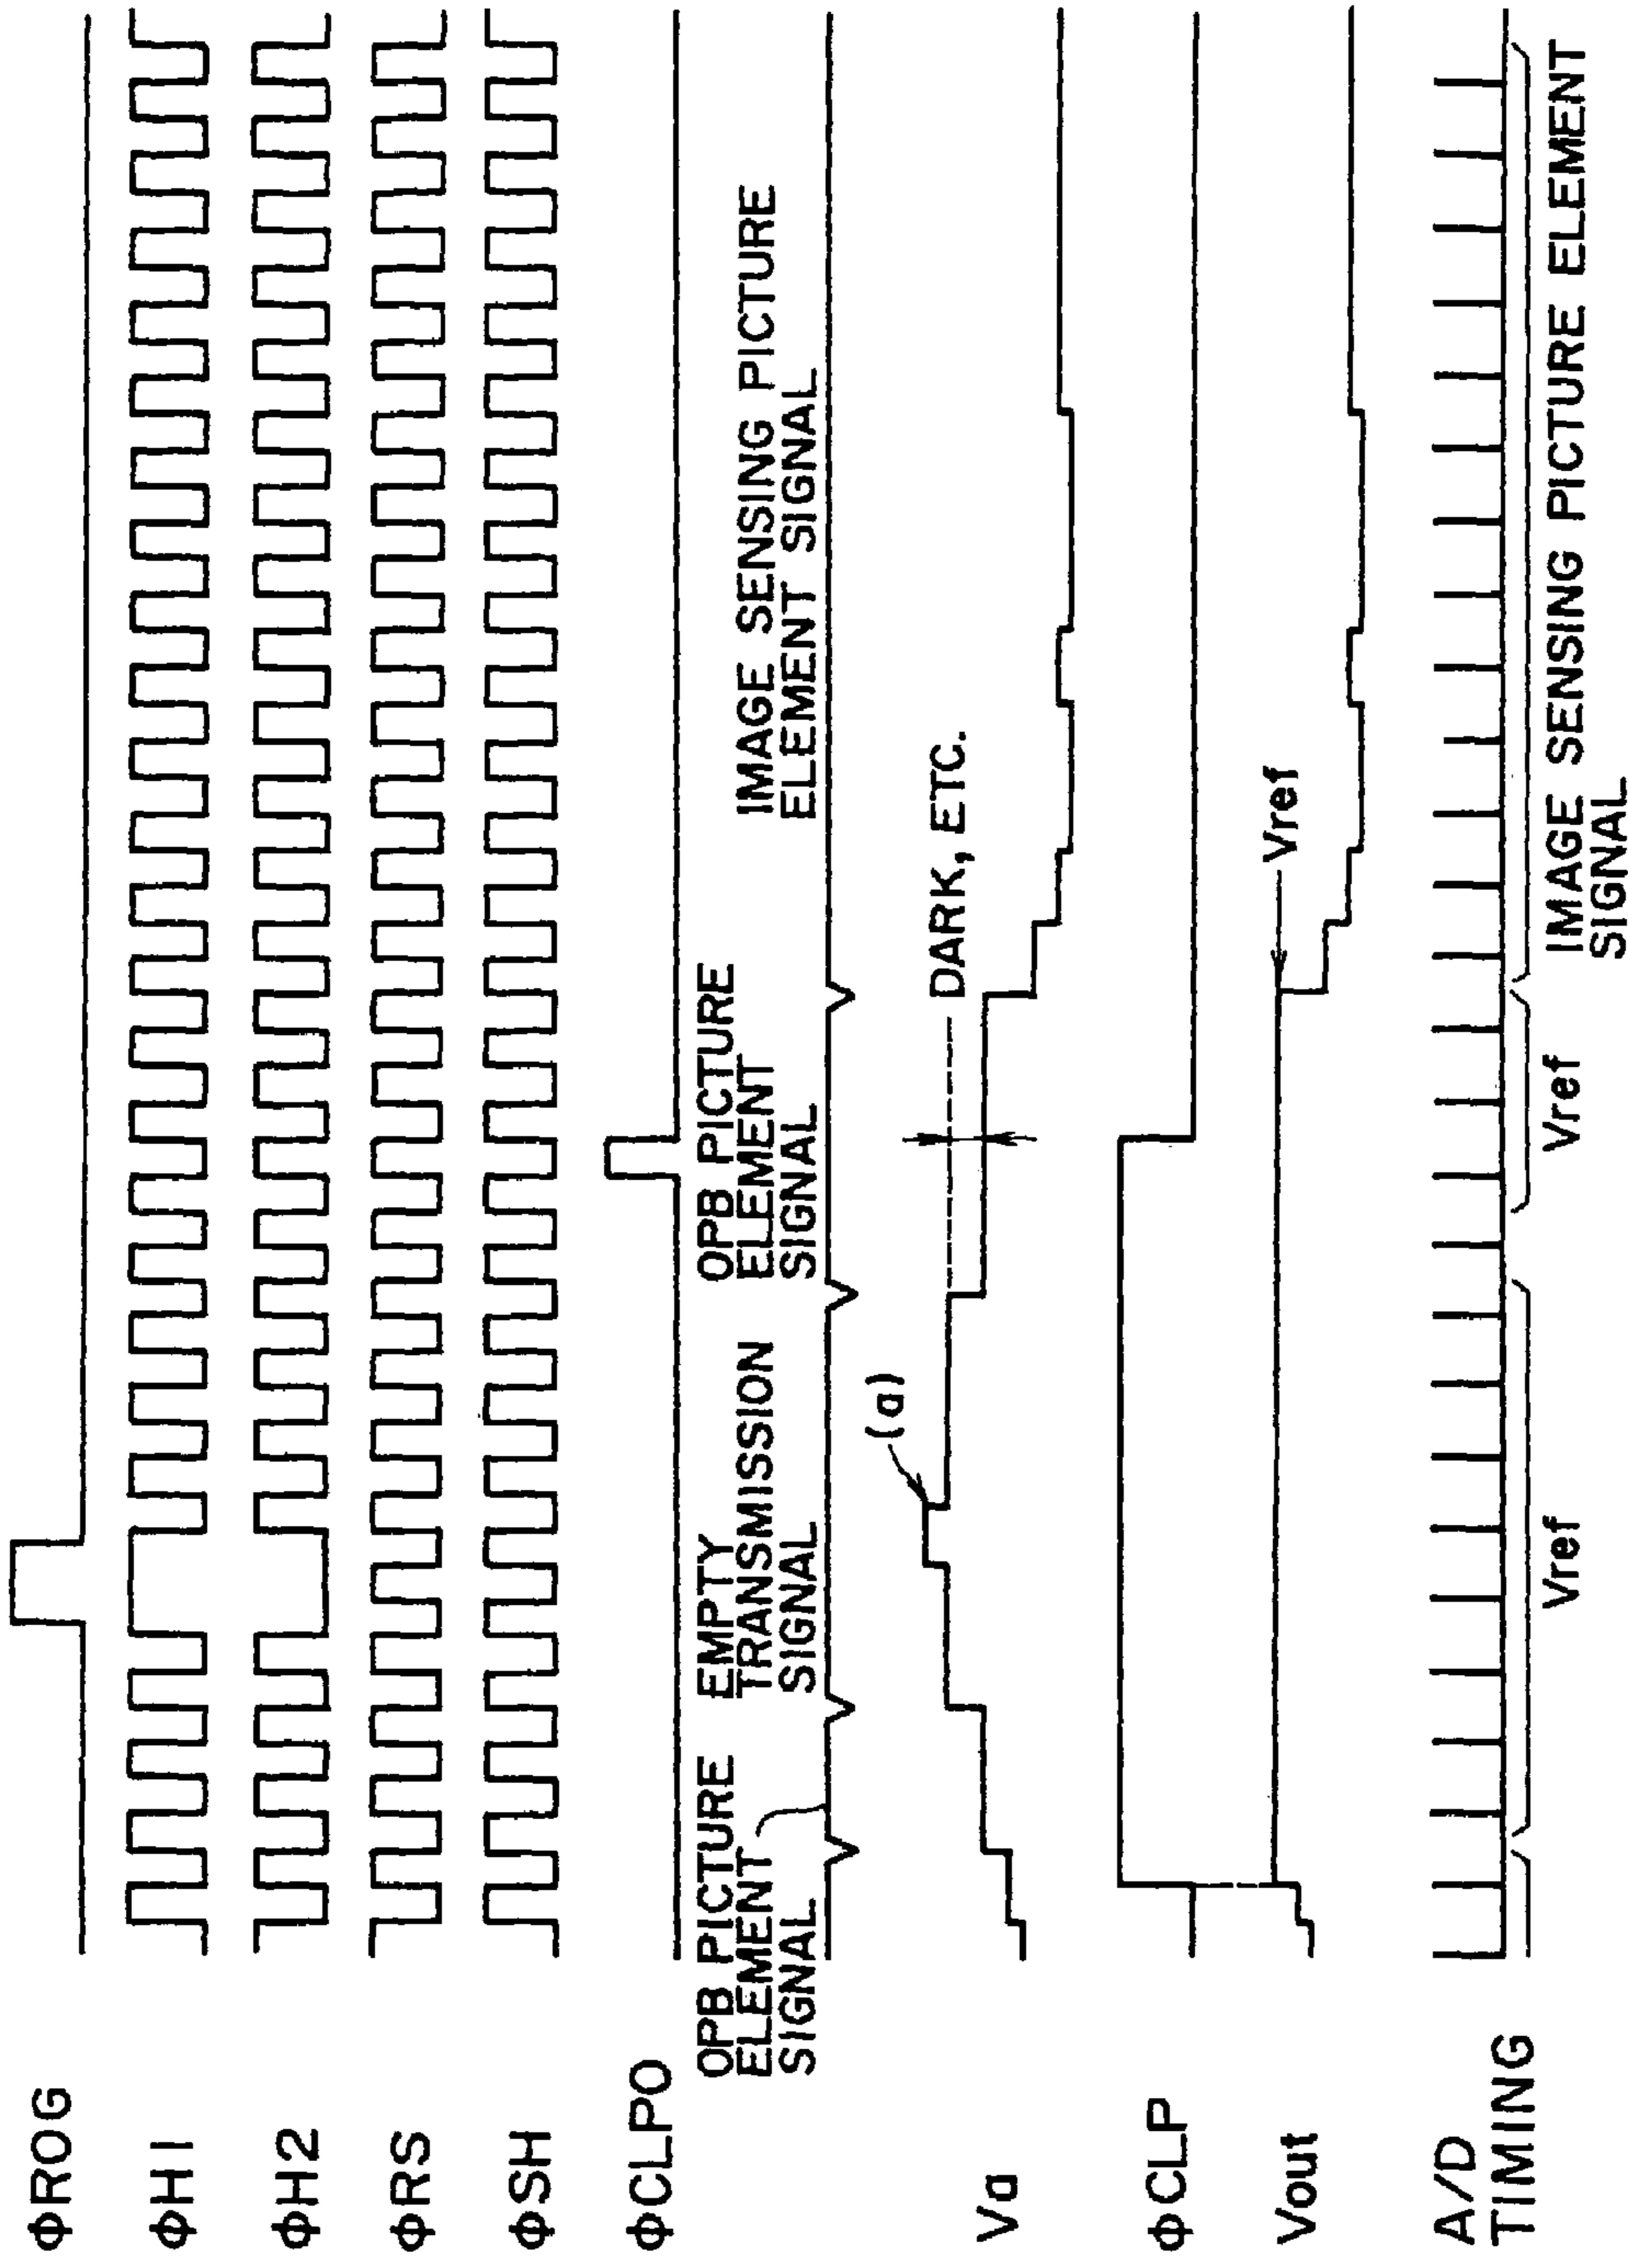 ΦROG
ΦH1
ΦH2
ΦRS
ΦSH
ΦCLPO
OPB PICTURE
ELEMENT
SIGNAL
EMPTY
TRANSMISSION
SIGNAL
OPB PICTURE
ELEMENT
SIGNAL
IMAGE SENSING PICTURE
ELEMENT SIGNAL
Va
(a)
DARK, ETC.
ΦCLP
Vout
Vref
A/D
TIMING
Vref
Vref
IMAGE SENSING PICTURE ELEMENT
SIGNAL